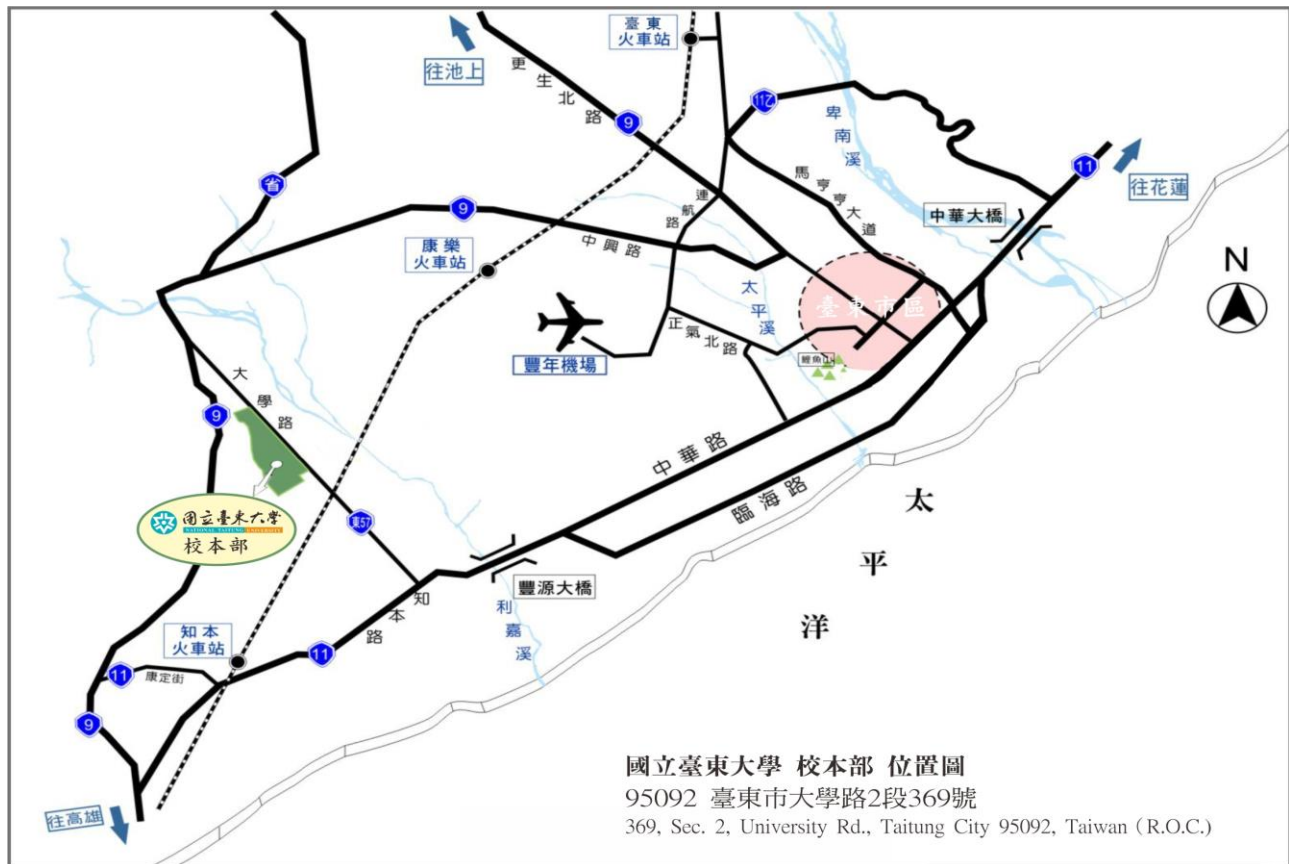 臺東
火車站
往池上
更生北路
9
11乙
卑南溪
11
往花蓮
省
連航路
馬亨亨大道
中華大橋
9
中興路
康樂
火車站
N
太平溪
臺東市區
正氣北路
鯉魚山
豐年機場
大學路
9
中華路
臨海路
太平洋
國立臺東大學
NATIONAL TAITUNG UNIVERSITY
校本部
東57
豐源大橋
利嘉溪
知本路
知本
火車站
11
11
康定街
9
往高雄
國立臺東大學 校本部 位置圖
95092 臺東市大學路2段369號
369, Sec. 2, University Rd., Taitung City 95092, Taiwan (R.O.C.)